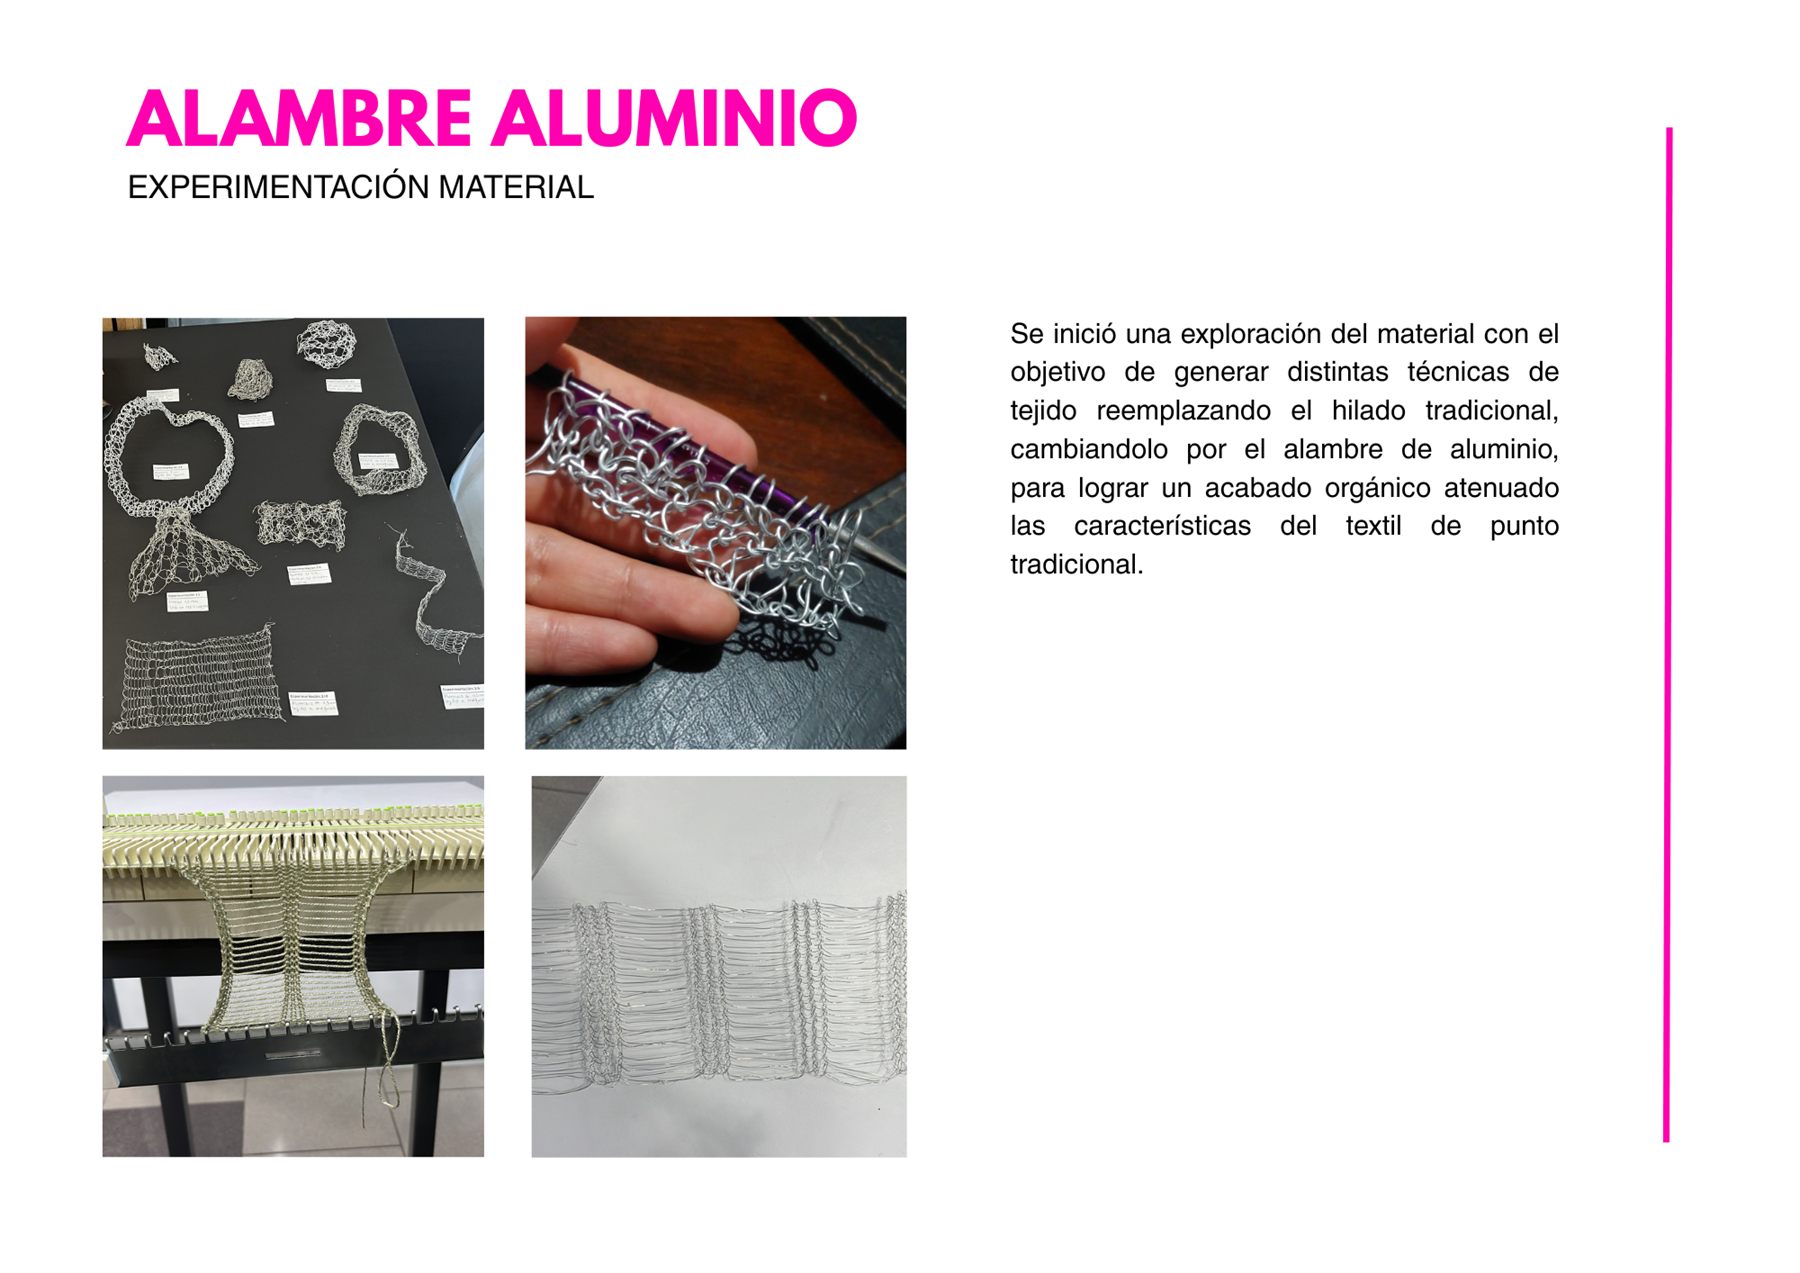 ALAMBRE ALUMINIO
EXPERIMENTACIÓN MATERIAL
Se inició una exploración del material con el
objetivo de generar distintas técnicas de
tejido reemplazando el hilado tradicional,
cambiandolo por el alambre de aluminio,
para lograr un acabado orgánico atenuado
las características del textil de punto
tradicional.